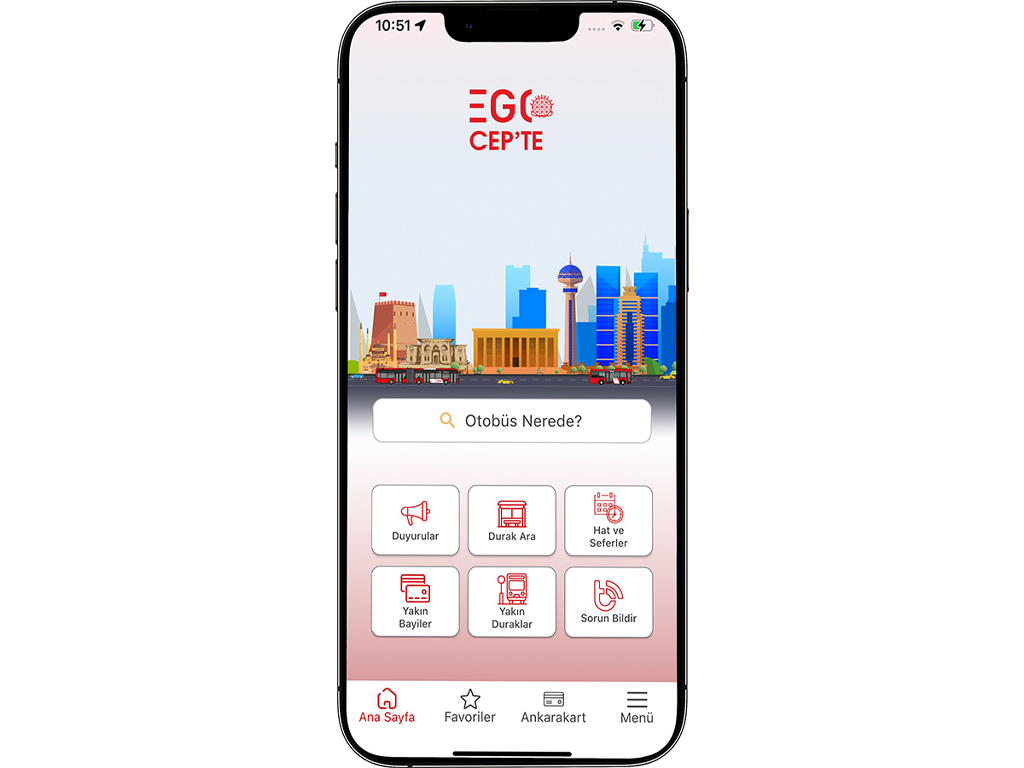 10:51
EGO
CEP'TE
Otobüs Nerede?
Duyurular
Durak Ara
Hat ve
Seferler
Yakın
Bayiler
Yakın
Duraklar
Sorun Bildir
Ana Sayfa
Favoriler
Ankarakart
Menü